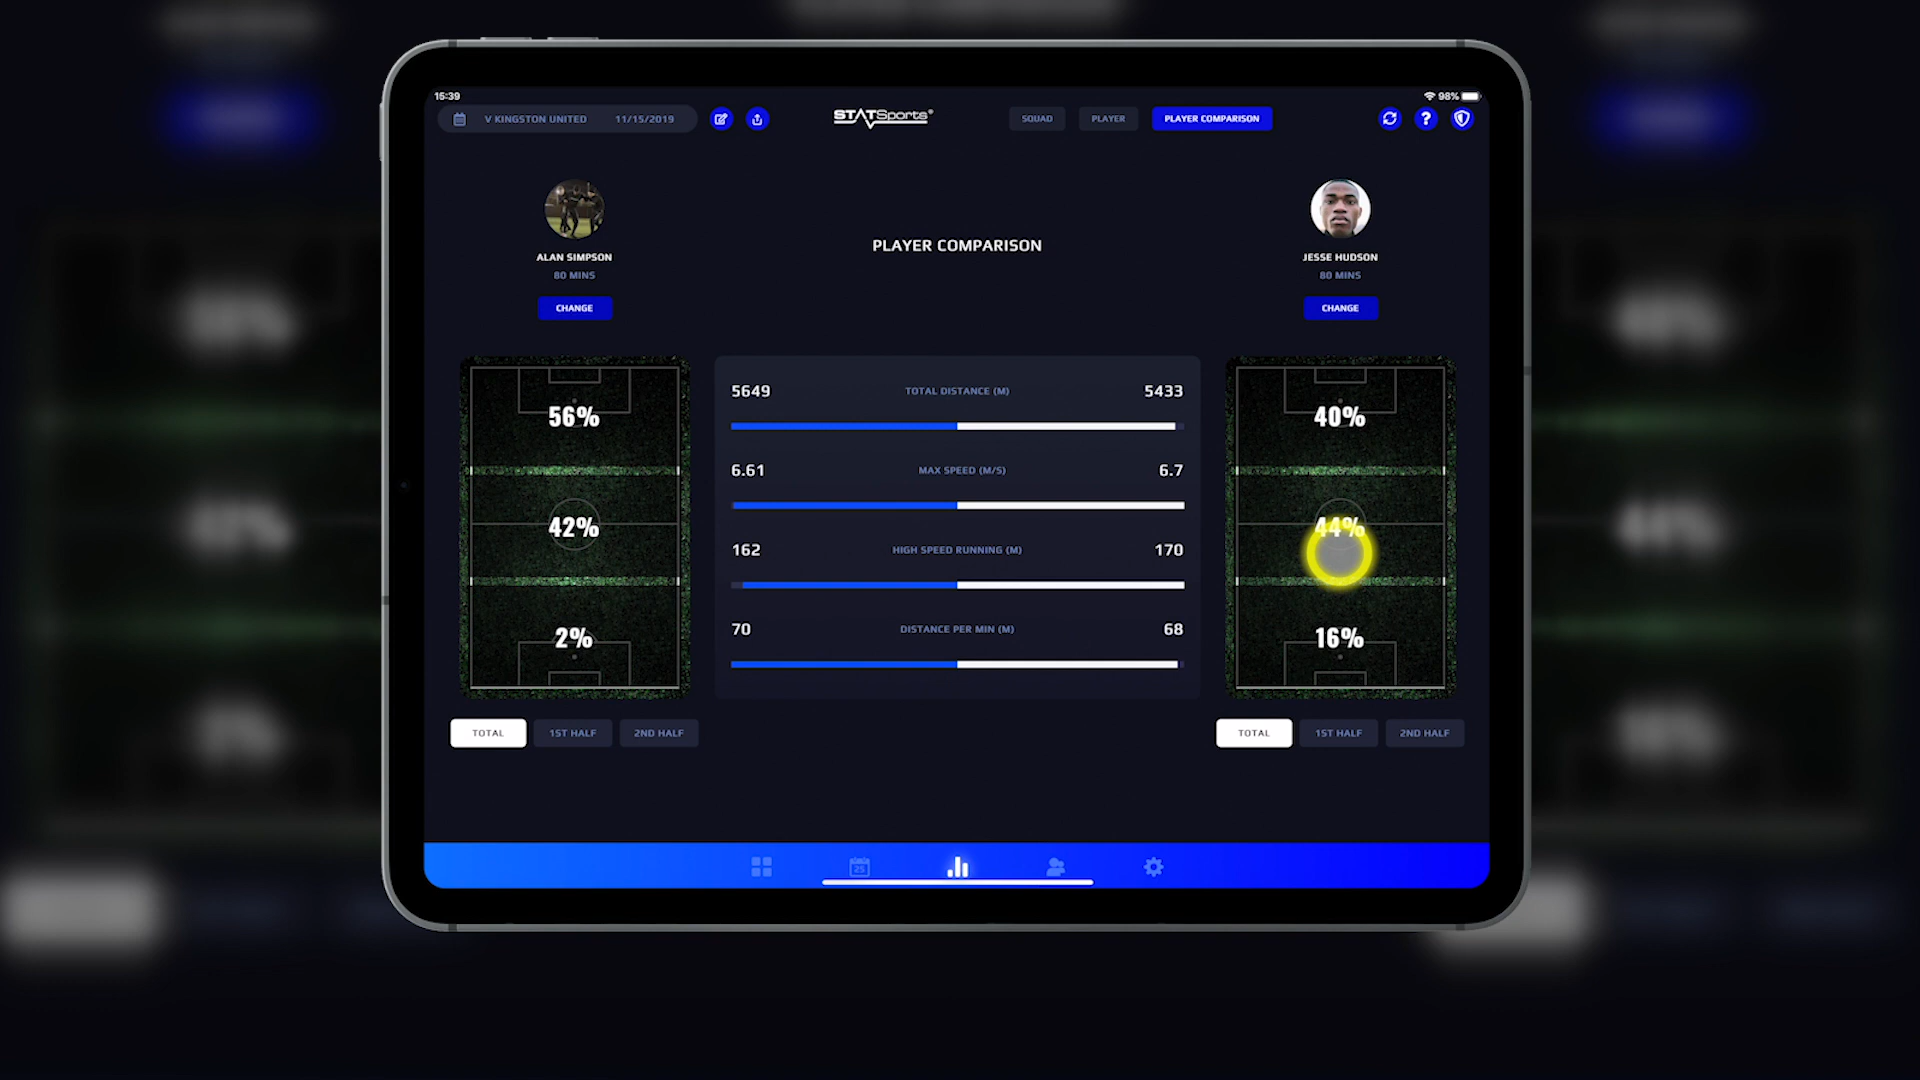 15:39
98%
V KINGSTON UNITED 11/15/2019
STATSports®
SQUAD PLAYER PLAYER COMPARISON
?
ALAN SIMPSON
80 MINS
CHANGE
PLAYER COMPARISON
JESSE HUDSON
80 MINS
CHANGE
56%
42%
2%
5649 TOTAL DISTANCE (M) 5433
6.61 MAX SPEED (M/S) 6.7
162 HIGH SPEED RUNNING (M) 170
70 DISTANCE PER MIN (M) 68
40%
44%
16%
TOTAL 1ST HALF 2ND HALF
TOTAL 1ST HALF 2ND HALF
25